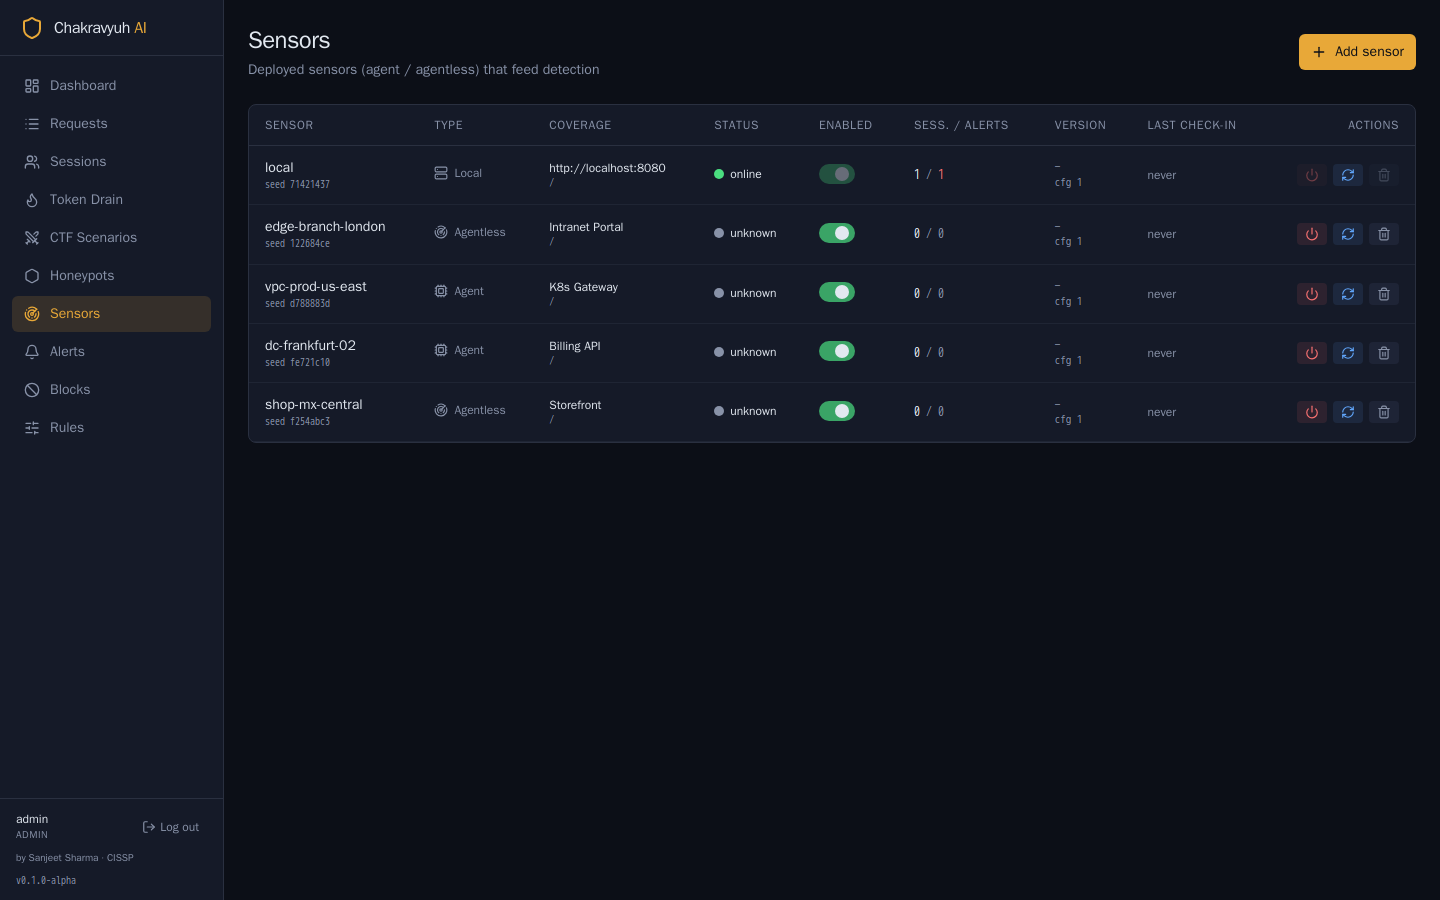 Chakravyuh AI
Dashboard
Requests
Sessions
Token Drain
CTF Scenarios
Honeypots
Sensors
Alerts
Blocks
Rules
admin
ADMIN
Log out
by Sanjeet Sharma · CISSP
v0.1.0-alpha
Sensors
Deployed sensors (agent / agentless) that feed detection
Add sensor
SENSOR TYPE COVERAGE STATUS ENABLED SESS. / ALERTS VERSION LAST CHECK-IN ACTIONS
local Local http://localhost:8080 online 1 / 1 – never
seed 71421437 / cfg 1
edge-branch-london Agentless Intranet Portal unknown 0 / 0 – never
seed 122684ce / cfg 1
vpc-prod-us-east Agent K8s Gateway unknown 0 / 0 – never
seed d788883d / cfg 1
dc-frankfurt-02 Agent Billing API unknown 0 / 0 – never
seed fe721c10 / cfg 1
shop-mx-central Agentless Storefront unknown 0 / 0 – never
seed f254abc3 / cfg 1